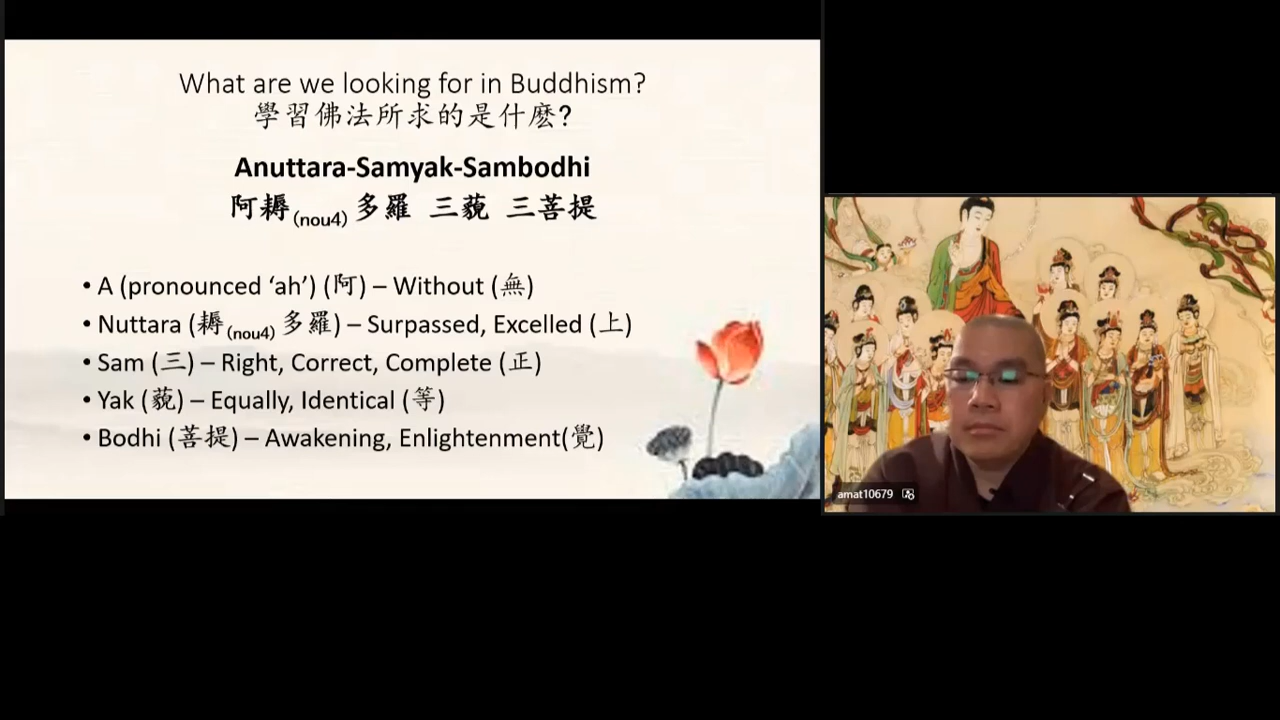 What are we looking for in Buddhism?
學習佛法所求的是什麽?
Anuttara-Samyak-Sambodhi
阿耨(nou4)多羅 三藐 三菩提
• A (pronounced ‘ah’) (阿) – Without (無)
• Nuttara (耨(nou4)多羅) – Surpassed, Excelled (上)
• Sam (三) – Right, Correct, Complete (正)
• Yak (藐) – Equally, Identical (等)
• Bodhi (菩提) – Awakening, Enlightenment(覺)
amat10679